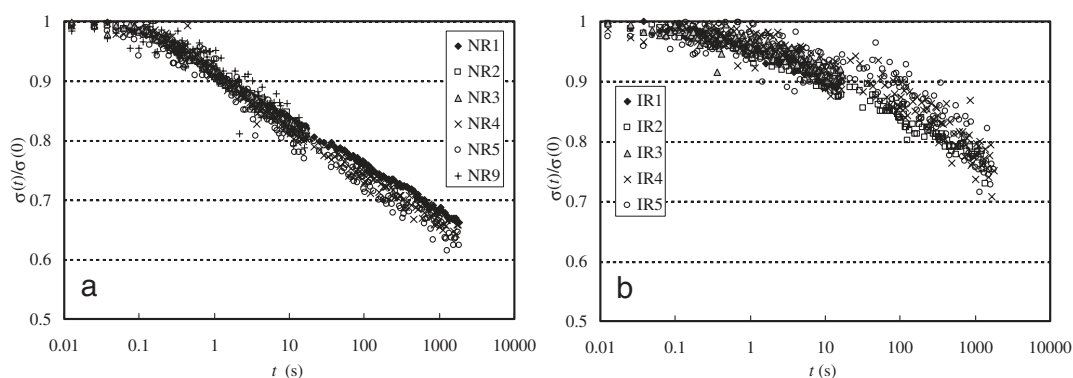 1
0.9
0.8
0.7
0.6
0.5
σ(t)/σ(0)
NR1
NR2
NR3
NR4
NR5
NR9
a
0.01 0.1 1 10 100 1000 10000
t (s)
1
0.9
0.8
0.7
0.6
0.5
σ(t)/σ(0)
IR1
IR2
IR3
IR4
IR5
b
0.01 0.1 1 10 100 1000 10000
t (s)